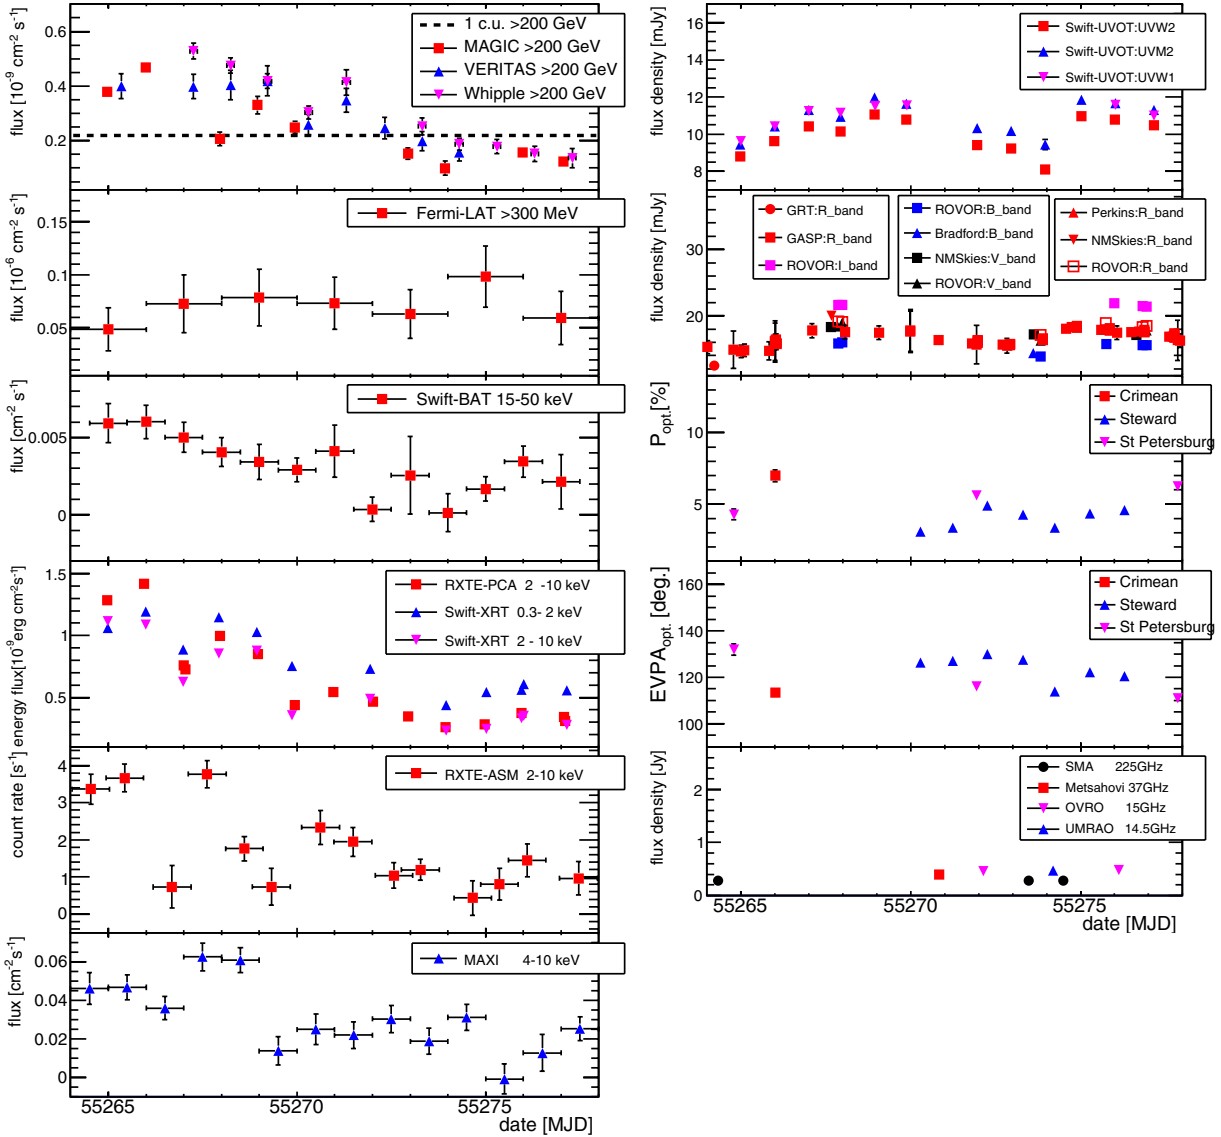 flux [10⁻⁹ cm⁻² s⁻¹]
0.6
0.4
0.2
1 c.u. >200 GeV
MAGIC >200 GeV
VERITAS >200 GeV
Whipple >200 GeV
flux [10⁻⁶ cm⁻² s⁻¹]
0.15
0.1
0.05
Fermi-LAT >300 MeV
flux [cm⁻² s⁻¹]
0.005
0
Swift-BAT 15-50 keV
energy flux[10⁻⁹erg cm⁻²s⁻¹]
1.5
1
0.5
RXTE-PCA 2 -10 keV
Swift-XRT 0.3- 2 keV
Swift-XRT 2 - 10 keV
count rate [s⁻¹]
4
3
2
1
0
RXTE-ASM 2-10 keV
flux [cm⁻²s⁻¹]
0.06
0.04
0.02
0
MAXI 4-10 keV
55265
55270
55275
date [MJD]
flux density [mJy]
16
14
12
10
8
Swift-UVOT:UVW2
Swift-UVOT:UVM2
Swift-UVOT:UVW1
flux density [mJy]
30
20
GRT:R_band
GASP:R_band
ROVOR:I_band
ROVOR:B_band
Bradford:B_band
NMSkies:V_band
ROVOR:V_band
Perkins:R_band
NMSkies:R_band
ROVOR:R_band
P opt.[%]
10
5
Crimean
Steward
St Petersburg
EVPA opt. [deg.]
160
140
120
100
Crimean
Steward
St Petersburg
flux density [Jy]
2
1
0
SMA 225GHz
Metsahovi 37GHz
OVRO 15GHz
UMRAO 14.5GHz
55265
55270
55275
date [MJD]